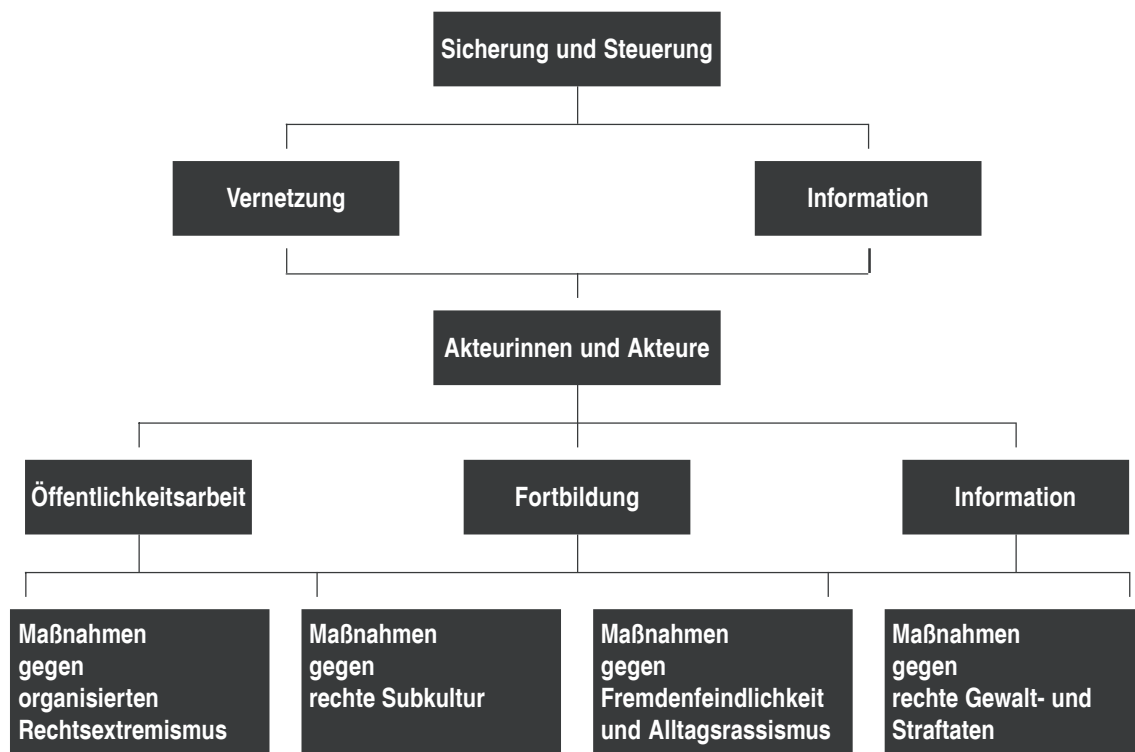 Sicherung und Steuerung
Vernetzung
Information
Akteurinnen und Akteure
Öffentlichkeitsarbeit
Fortbildung
Information
Maßnahmen
gegen
organisierten
Rechtsextremismus
Maßnahmen
gegen
rechte Subkultur
Maßnahmen
gegen
Fremdenfeindlichkeit
und Alltagsrassismus
Maßnahmen
gegen
rechte Gewalt- und
Straftaten